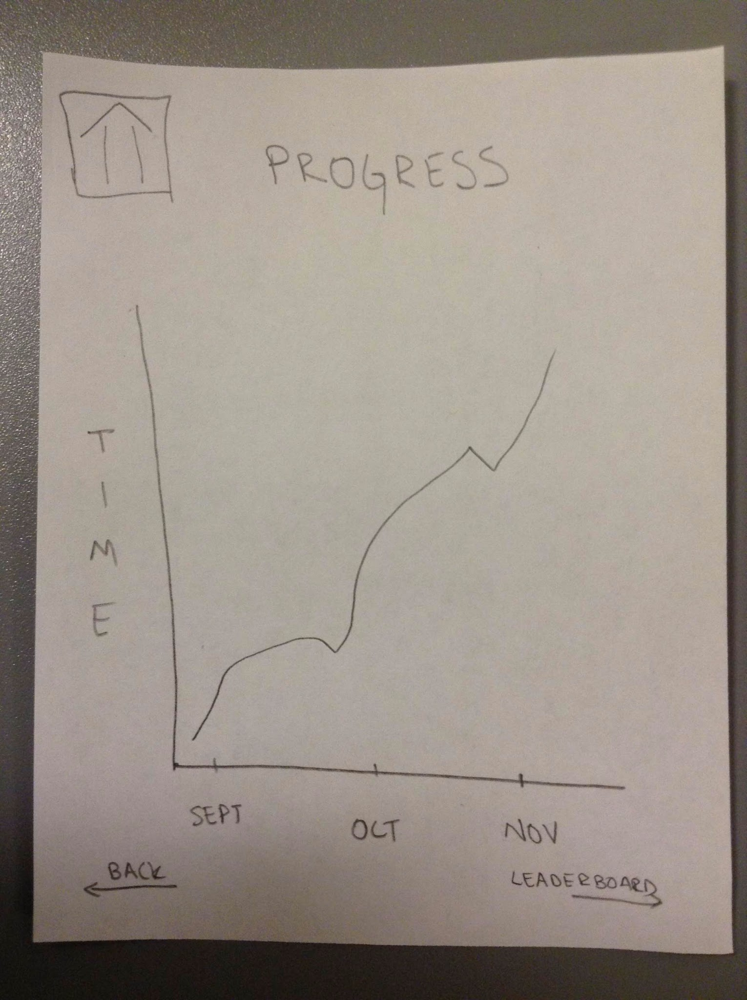 PROGRESS
TIME
SEPT OCT NOV
BACK
LEADERBOARD